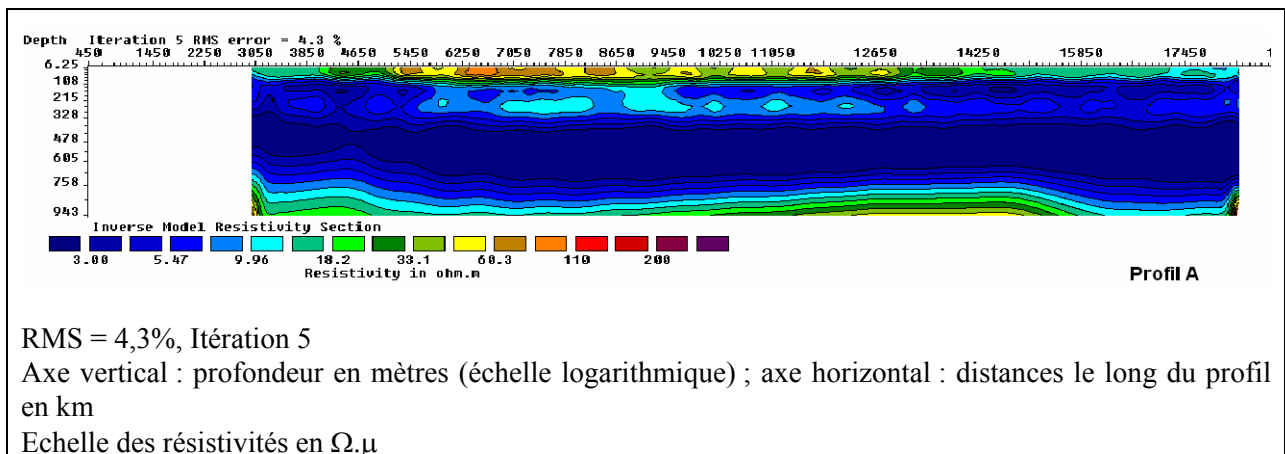 Depth Iteration 5 RMS error = 4.3 %
450 1450 2250 3050 3850 4650 5450 6250 7050 7850 8650 9450 10250 11050 12650 14250 15850 17450 1
6.25
108
215
328
478
605
758
943
Inverse Model Resistivity Section
3.00 5.47 9.96 18.2 33.1 60.3 110 200
Resistivity in ohm.m
Profil A
RMS = 4,3%, Itération 5
Axe vertical : profondeur en mètres (échelle logarithmique) ; axe horizontal : distances le long du profil
en km
Echelle des résistivités en Ω.μ